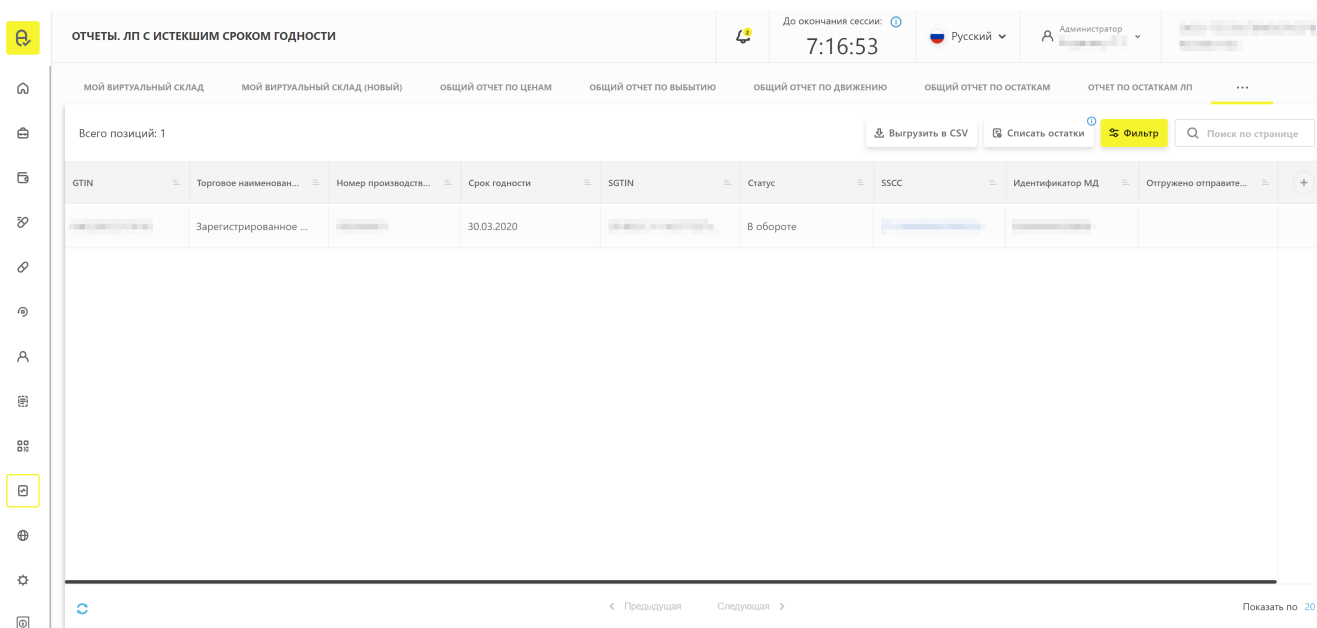 До окончания сессии:
ОТЧЕТЫ. ЛП С ИСТЕКШИМ СРОКОМ ГОДНОСТИ
2
7:16:53
Русский
Администратор
МОЙ ВИРТУАЛЬНЫЙ СКЛАД МОЙ ВИРТУАЛЬНЫЙ СКЛАД (НОВЫЙ) ОБЩИЙ ОТЧЕТ ПО ЦЕНАМ ОБЩИЙ ОТЧЕТ ПО ВЫБЫТИЮ ОБЩИЙ ОТЧЕТ ПО ДВИЖЕНИЮ ОБЩИЙ ОТЧЕТ ПО ОСТАТКАМ ОТЧЕТ ПО ОСТАТКАМ ЛП ...
Всего позиций: 1 Выгрузить в CSV Списать остатки Фильтр Поиск по странице
GTIN Торговое наименован... Номер производств... Срок годности SGTIN Статус SSCC Идентификатор МД Отгружено отправите...
Зарегистрированное ... 30.03.2020 В обороте
Предыдущая Следующая Показать по 20